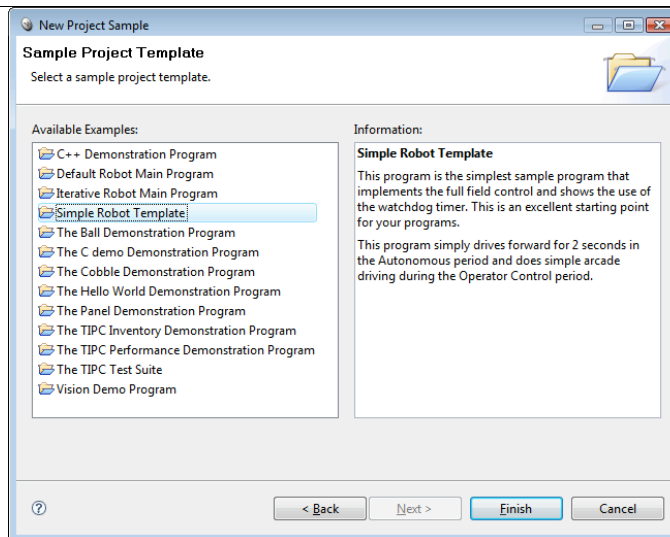 New Project Sample
Sample Project Template
Select a sample project template.
Available Examples:
C++ Demonstration Program
Default Robot Main Program
Iterative Robot Main Program
Simple Robot Template
The Ball Demonstration Program
The C demo Demonstration Program
The Cobble Demonstration Program
The Hello World Demonstration Program
The Panel Demonstration Program
The TIPC Inventory Demonstration Program
The TIPC Performance Demonstration Program
The TIPC Test Suite
Vision Demo Program
Information:
Simple Robot Template
This program is the simplest sample program that
implements the full field control and shows the use of
the watchdog timer. This is an excellent starting point
for your programs.
This program simply drives forward for 2 seconds in
the Autonomous period and does simple arcade
driving during the Operator Control period.
?
< Back
Next >
Finish
Cancel